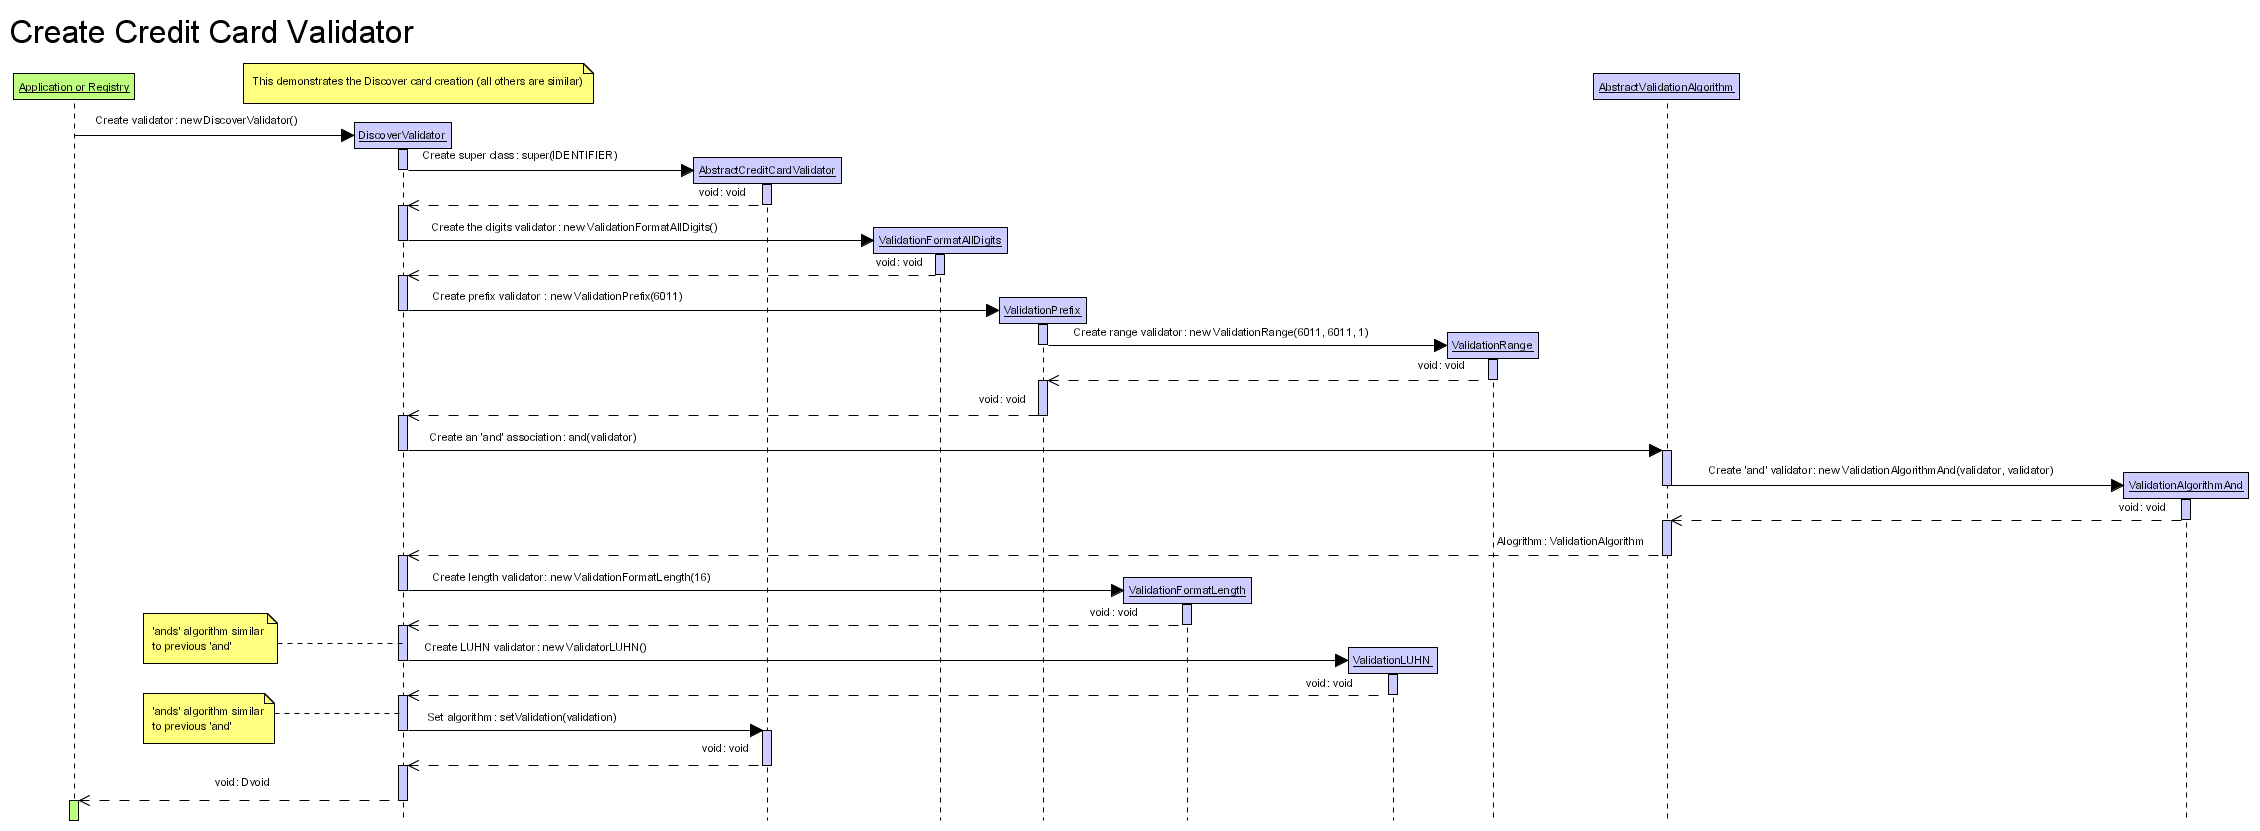 Create Credit Card Validator
This demonstrates the Discover card creation (all others are similar)
Application or Registry
AbstractValidationAlgorithm
Create validator : new DiscoverValidator()
DiscoverValidator
Create super class : super(IDENTIFIER)
AbstractCreditCardValidator
void : void
Create the digits validator : new ValidationFormatAllDigits()
ValidationFormatAllDigits
void : void
Create prefix validator : new ValidationPrefix(6011)
ValidationPrefix
Create range validator : new ValidationRange(6011, 6011, 1)
ValidationRange
void : void
void : void
Create an 'and' association : and(validator)
Create 'and' validator : new ValidationAlgorithmAnd(validator, validator)
ValidationAlgorithmAnd
void : void
Alogrithm : ValidationAlgorithm
Create length validator : new ValidationFormatLength(16)
ValidationFormatLength
void : void
'ands' algorithm similar
to previous 'and'
Create LUHN validator : new ValidatorLUHN()
ValidationLUHN
void : void
'ands' algorithm similar
to previous 'and'
Set algorithm : setValidation(validation)
void : void
void : Dvoid